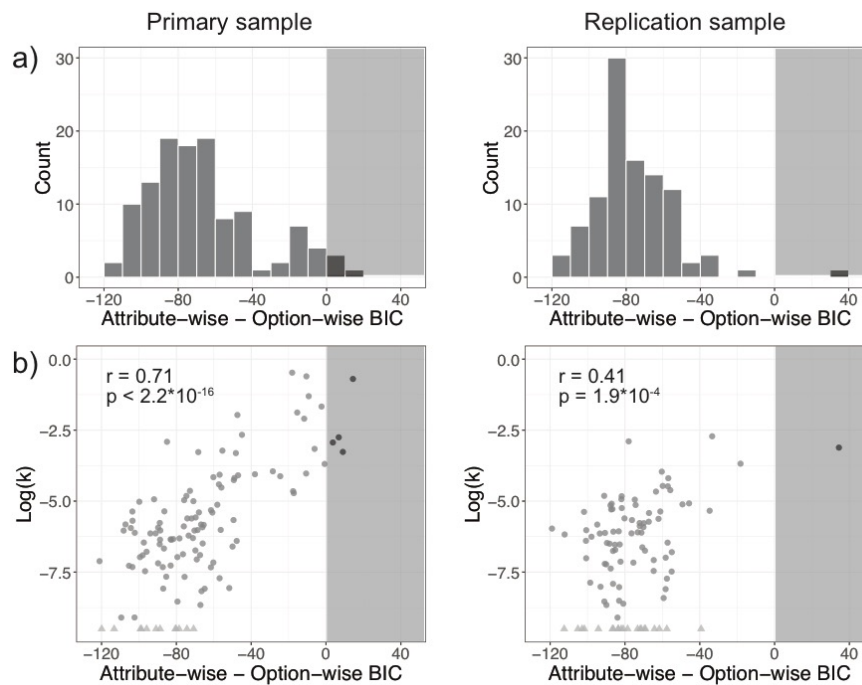 Primary sample
Replication sample
a)
30
20
10
0
Count
−120 −80 −40 0 40
Attribute−wise − Option−wise BIC
30
20
10
0
Count
−120 −80 −40 0 40
Attribute−wise − Option−wise BIC
b)
0.0
−2.5
−5.0
−7.5
Log(k)
r = 0.71
p < 2.2*10⁻¹⁶
−120 −80 −40 0 40
Attribute−wise − Option−wise BIC
0.0
−2.5
−5.0
−7.5
Log(k)
r = 0.41
p = 1.9*10⁻⁴
−120 −80 −40 0 40
Attribute−wise − Option−wise BIC